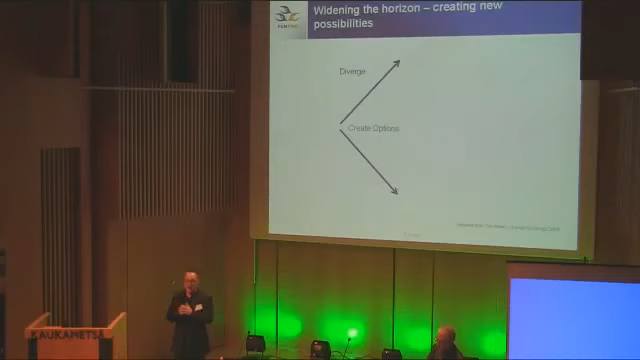 Widening the horizon – creating new
possibilities
Diverge
Create Options
KAUKAMETSÄ